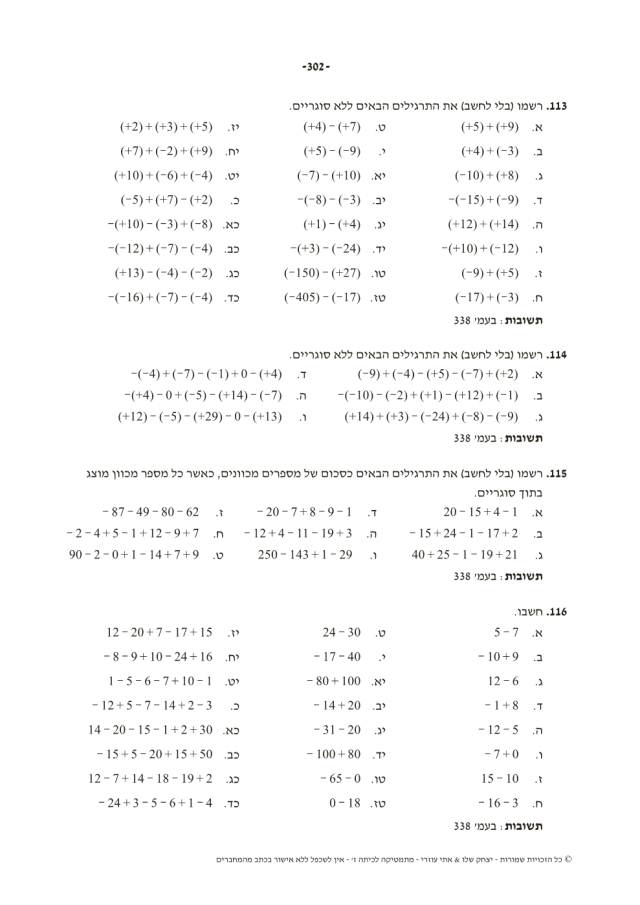 -302-
113. רשמו (בלי לחשב) את התרגילים הבאים ללא סוגריים.
א. (+5) + (+9) ט. (+4) − (+7) יז. (+2) + (+3) + (+5)
ב. (+4) + (−3) י. (+5) − (−9) יח. (+7) + (−2) + (+9)
ג. (−10) + (+8) יא. (−7) − (+10) יט. (+10) + (−6) + (−4)
ד. −(−15) + (−9) יב. −(−8) − (−3) כ. (−5) + (+7) − (+2)
ה. (+12) + (+14) יג. (+1) − (+4) כא. −(+10) − (−3) + (−8)
ו. −(+10) + (−12) יד. −(+3) − (−24) כב. −(−12) + (−7) − (−4)
ז. (−9) + (+5) טו. (−150) − (+27) כג. (+13) − (−4) − (−2)
ח. (−17) + (−3) טז. (−405) − (−17) כד. −(−16) + (−7) − (−4)
תשובות : בעמי 338
114. רשמו (בלי לחשב) את התרגילים הבאים ללא סוגריים.
א. (−9) + (−4) − (+5) − (−7) + (+2) ד. −(−4) + (−7) − (−1) + 0 − (+4)
ב. −(−10) − (−2) + (+1) − (+12) + (−1) ה. −(+4) − 0 + (−5) − (+14) − (−7)
ג. (+14) + (+3) − (−24) + (−8) − (−9) ו. (+12) − (−5) − (+29) − 0 − (+13)
תשובות : בעמי 338
115. רשמו (בלי לחשב) את התרגילים הבאים כסכום של מספרים מכוונים, כאשר כל מספר מכוון מוצג
בתוך סוגריים.
א. 20 − 15 + 4 − 1 ד. − 20 − 7 + 8 − 9 − 1 ז. − 87 − 49 − 80 − 62
ב. − 15 + 24 − 1 − 17 + 2 ה. − 12 + 4 − 11 − 19 + 3 ח. − 2 − 4 + 5 − 1 + 12 − 9 + 7
ג. 40 + 25 − 1 − 19 + 21 ו. 250 − 143 + 1 − 29 ט. 90 − 2 − 0 + 1 − 14 + 7 + 9
תשובות : בעמי 338
116. חשבו.
א. 5 − 7 ט. 24 − 30 יז. 12 − 20 + 7 − 17 + 15
ב. − 10 + 9 י. − 17 − 40 יח. − 8 − 9 + 10 − 24 + 16
ג. 12 − 6 יא. − 80 + 100 יט. 1 − 5 − 6 − 7 + 10 − 1
ד. − 1 + 8 יב. − 14 + 20 כ. − 12 + 5 − 7 − 14 + 2 − 3
ה. − 12 − 5 יג. − 31 − 20 כא. 14 − 20 − 15 − 1 + 2 + 30
ו. − 7 + 0 יד. − 100 + 80 כב. − 15 + 5 − 20 + 15 + 50
ז. 15 − 10 טו. − 65 − 0 כג. 12 − 7 + 14 − 18 − 19 + 2
ח. − 16 − 3 טז. 0 − 18 כד. − 24 + 3 − 5 − 6 + 1 − 4
תשובות : בעמי 338
© כל הזכויות שמורות - יצחק שלו & אתי עוזרי - מתמטיקה לכיתה ז׳ - אין לשכפל ללא אישור בכתב מהמחברים